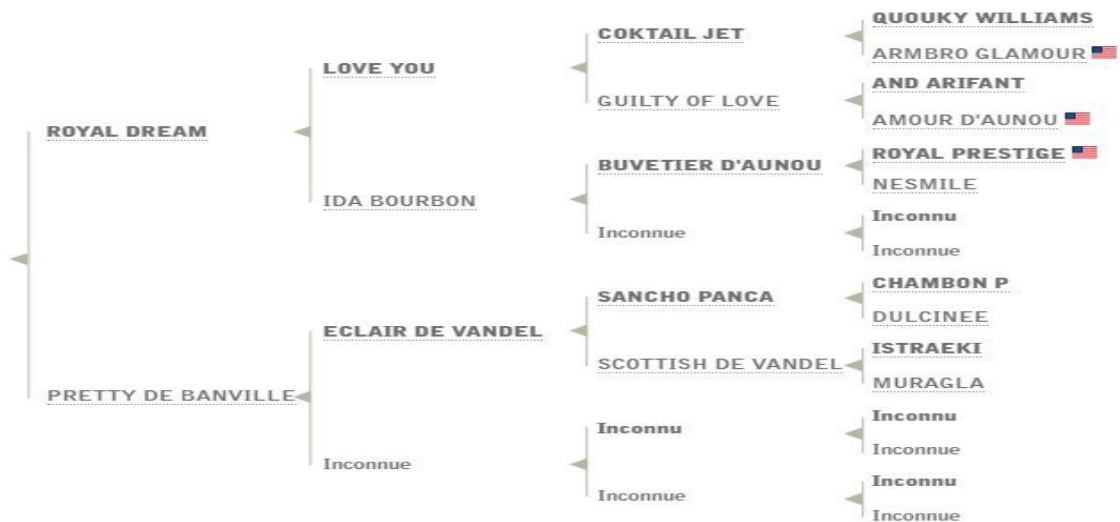 QUOUKY WILLIAMS
COKTAIL JET
ARMBRO GLAMOUR
LOVE YOU
AND ARIFANT
GUILTY OF LOVE
AMOUR D'AUNOU
ROYAL DREAM
ROYAL PRESTIGE
BUVETIER D'AUNOU
NESMILE
IDA BOURBON
Inconnu
Inconnue
Inconnue
CHAMBON P
SANCHO PANCA
DULCINEE
ECLAIR DE VANDEL
ISTRAEKI
SCOTTISH DE VANDEL
MURAGLA
PRETTY DE BANVILLE
Inconnu
Inconnu
Inconnue
Inconnue
Inconnu
Inconnue
Inconnue